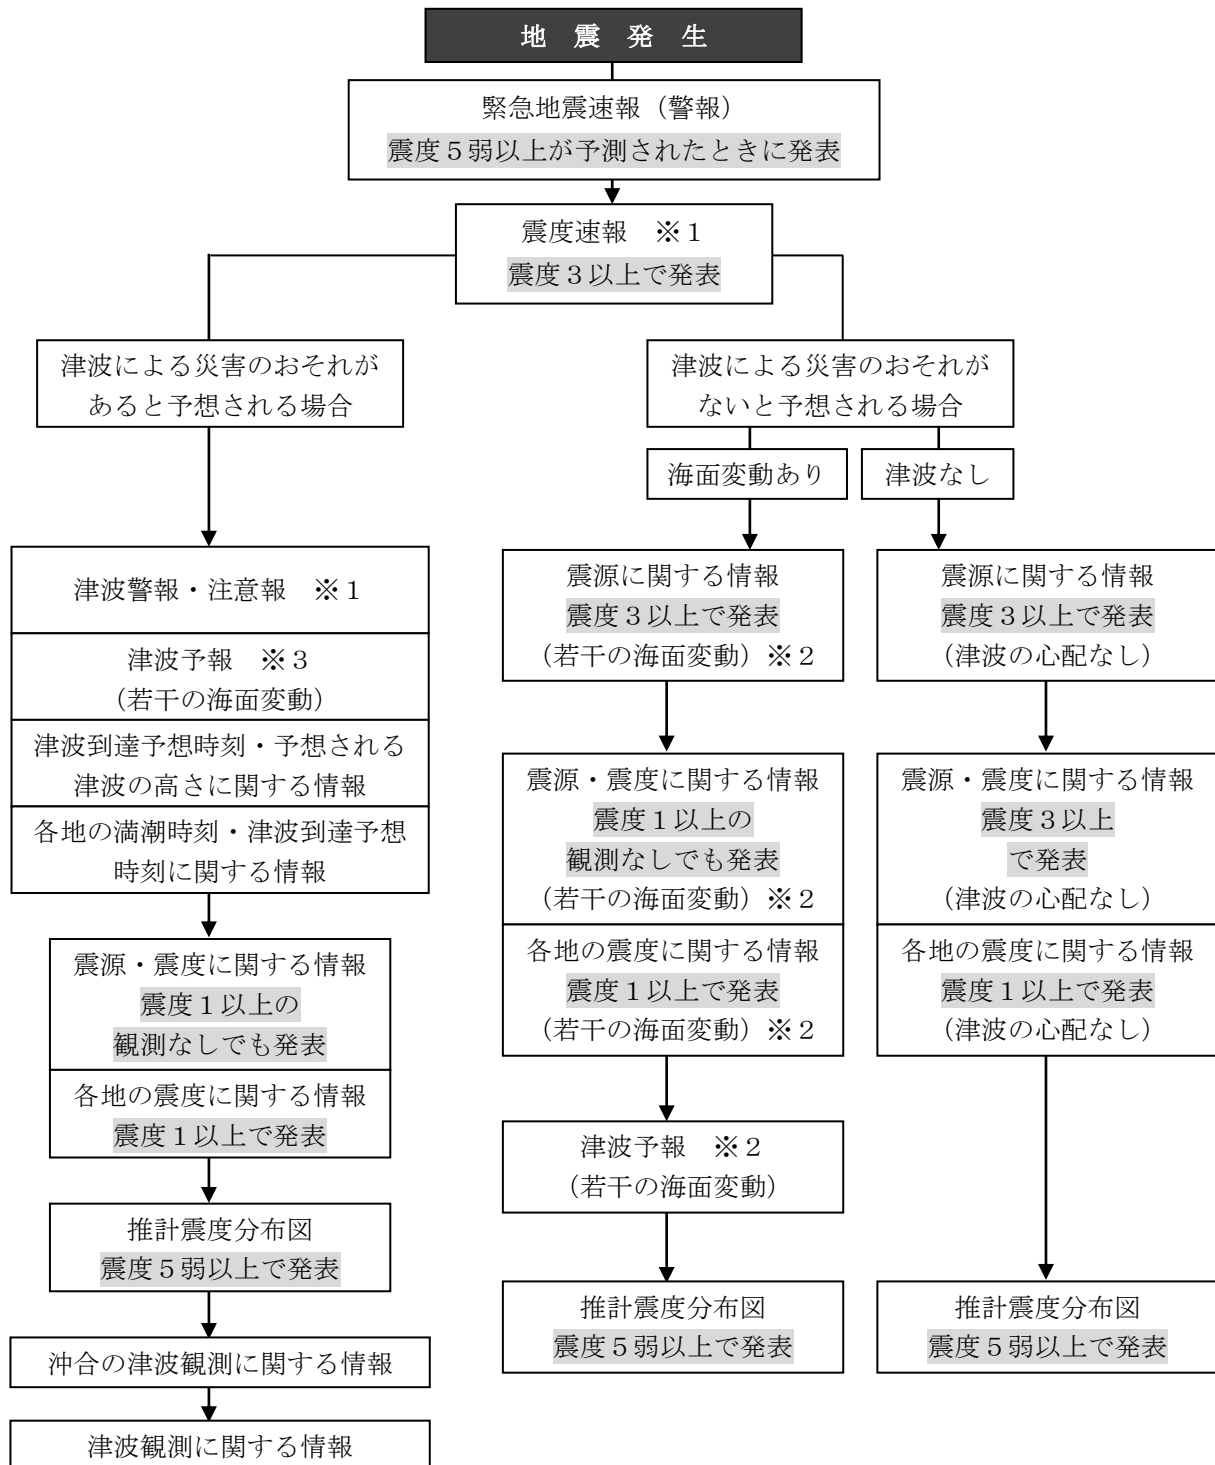 地　震　発　生
緊急地震速報（警報）
震度５弱以上が予測されたときに発表
震度速報　※１
震度３以上で発表
津波による災害のおそれが
あると予想される場合
津波による災害のおそれが
ないと予想される場合
海面変動あり
津波なし
津波警報・注意報　※１
津波予報　※３
（若干の海面変動）
津波到達予想時刻・予想される
津波の高さに関する情報
各地の満潮時刻・津波到達予想
時刻に関する情報
震源・震度に関する情報
震度１以上の
観測なしでも発表
各地の震度に関する情報
震度１以上で発表
推計震度分布図
震度５弱以上で発表
沖合の津波観測に関する情報
津波観測に関する情報
震源に関する情報
震度３以上で発表
（若干の海面変動）※２
震源・震度に関する情報
震度１以上の
観測なしでも発表
（若干の海面変動）※２
各地の震度に関する情報
震度１以上で発表
（若干の海面変動）※２
津波予報　※２
（若干の海面変動）
推計震度分布図
震度５弱以上で発表
震源に関する情報
震度３以上で発表
（津波の心配なし）
震源・震度に関する情報
震度３以上
で発表
（津波の心配なし）
各地の震度に関する情報
震度１以上で発表
（津波の心配なし）
推計震度分布図
震度５弱以上で発表